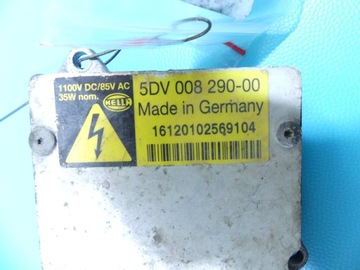 1100V DC/85V AC
35W nom.
HELLA
5DV 008 290-00
Made in Germany
16120102569104